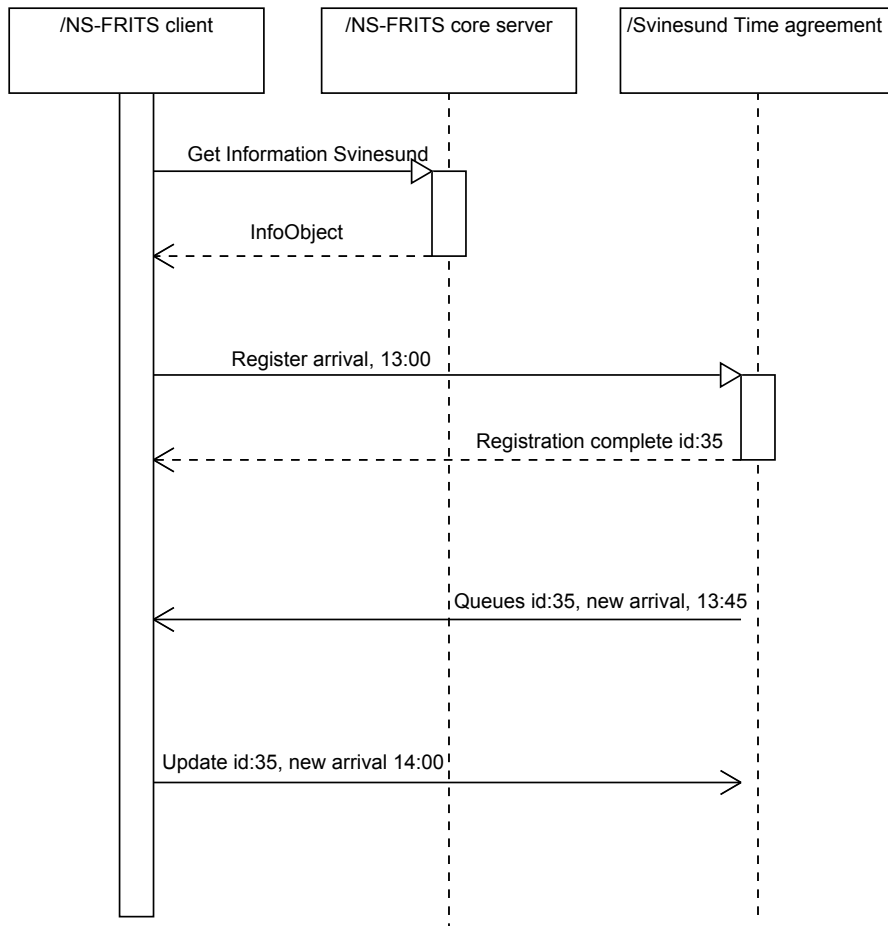 /NS-FRITS client
/NS-FRITS core server
/Svinesund Time agreement
Get Information Svinesund
InfoObject
Register arrival, 13:00
Registration complete id:35
Queues id:35, new arrival, 13:45
Update id:35, new arrival 14:00